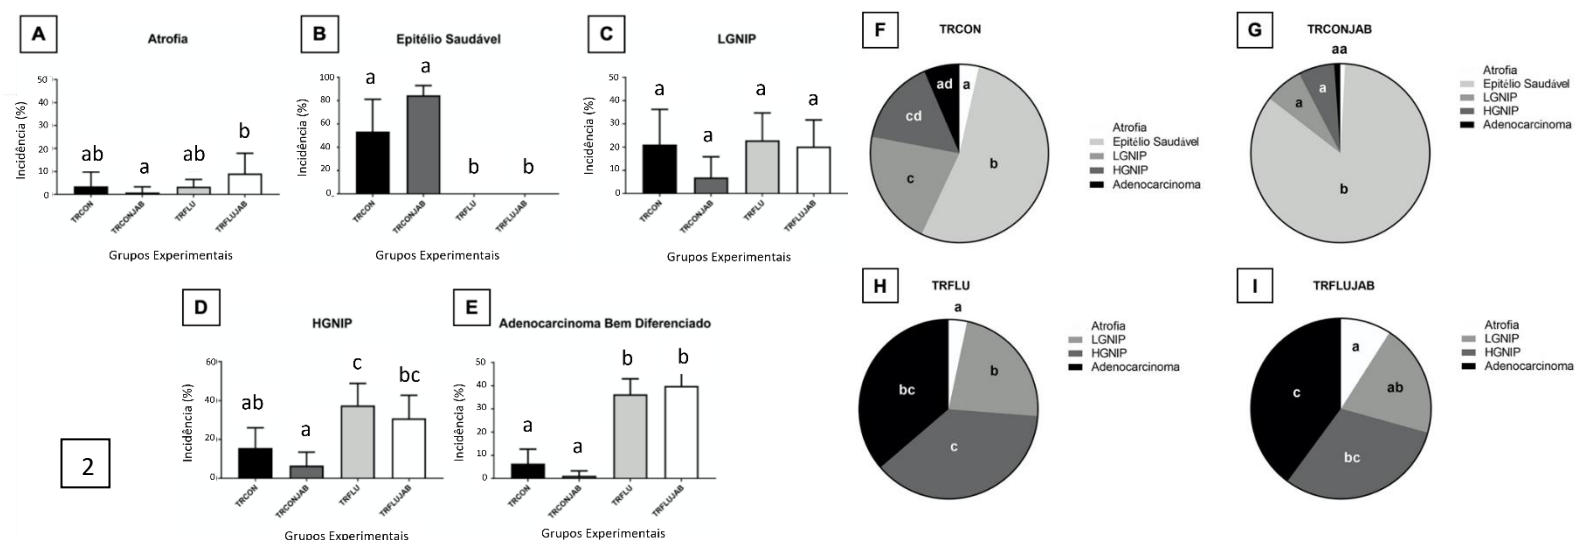 A
Atrofia
Incidência (%)
50
40
30
20
10
0
ab
a
ab
b
TRCON
TRCONJAB
TRFLU
TRFLUJAB
Grupos Experimentais
B
Epitélio Saudável
Incidência (%)
100
80
60
40
20
0
a
a
b
b
TRCON
TRCONJAB
TRFLU
TRFLUJAB
Grupos Experimentais
C
LGNIP
Incidência (%)
50
40
30
20
10
0
a
a
a
a
TRCON
TRCONJAB
TRFLU
TRFLUJAB
Grupos Experimentais
F
TRCON
ad
a
cd
b
c
Atrofia
Epitélio Saudável
LGNIP
HGNIP
Adenocarcinoma
G
TRCONJAB
aa
a
a
b
Atrofia
Epitélio Saudável
LGNIP
HGNIP
Adenocarcinoma
D
HGNIP
Incidência (%)
60
40
20
0
ab
a
c
bc
TRCON
TRCONJAB
TRFLU
TRFLUJAB
Grupos Experimentais
E
Adenocarcinoma Bem Diferenciado
Incidência (%)
50
40
30
20
10
0
a
a
b
b
TRCON
TRCONJAB
TRFLU
TRFLUJAB
Grupos Experimentais
H
TRFLU
a
b
bc
c
Atrofia
LGNIP
HGNIP
Adenocarcinoma
I
TRFLUJAB
a
ab
c
bc
Atrofia
LGNIP
HGNIP
Adenocarcinoma
2